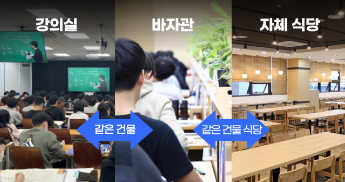 강의실
바자관
자체 식당
같은 건물
같은 건물 식당